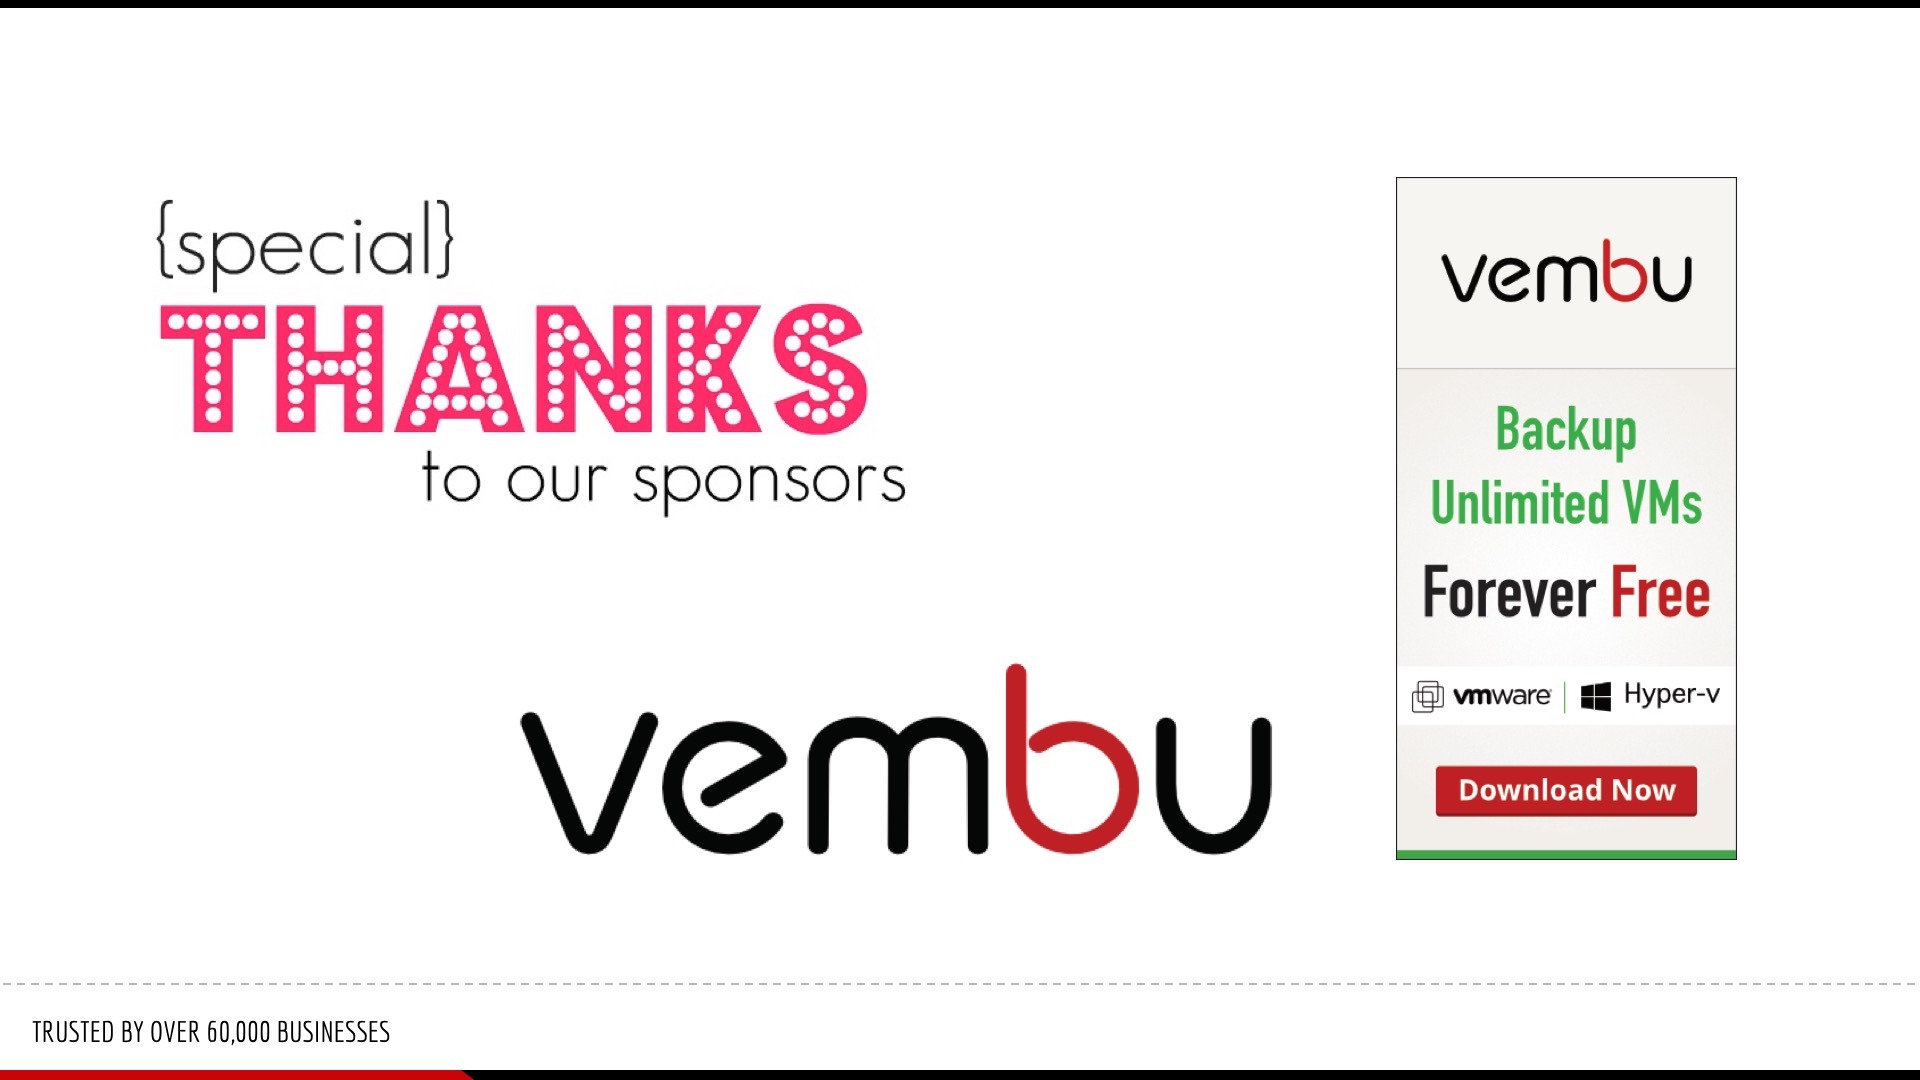 {special}
THANKS
to our sponsors
vembu
vembu
Backup
Unlimited VMs
Forever Free
vmware | Hyper-v
Download Now
TRUSTED BY OVER 60,000 BUSINESSES